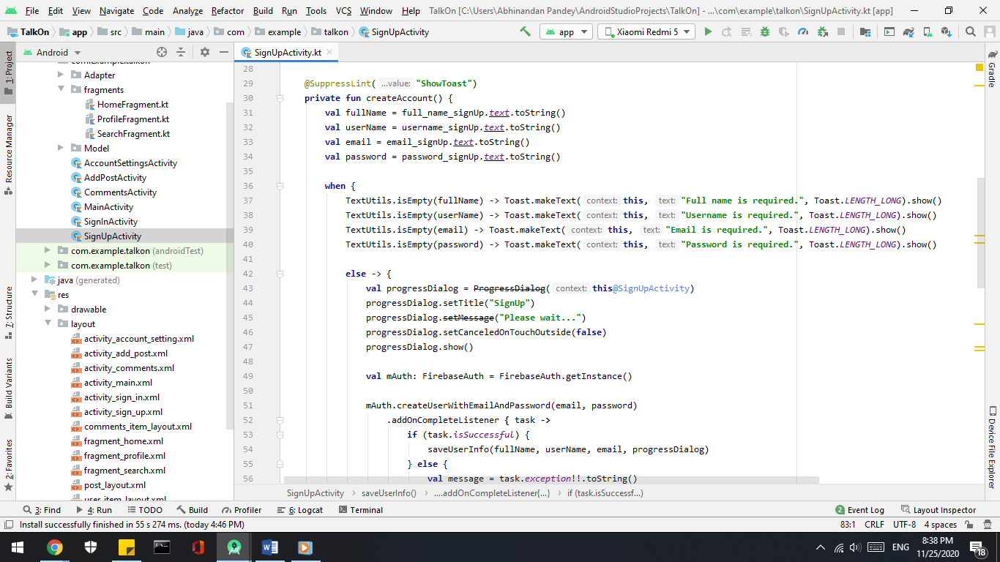 File Edit View Navigate Code Analyze Refactor Build Run Tools VCS Window Help TalkOn [C:\Users\Abhinandan Pandey\AndroidStudioProjects\TalkOn] - ...\com\example\talkon\SignUpActivity.kt [app]
TalkOn app src main java com example talkon SignUpActivity app Xiaomi Redmi 5
Android SignUpActivity.kt
1: Project
Resource Manager
7: Structure
Build Variants
2: Favorites
com.example.talkon
Adapter
fragments
HomeFragment.kt
ProfileFragment.kt
SearchFragment.kt
Model
AccountSettingsActivity
AddPostActivity
CommentsActivity
MainActivity
SignInActivity
SignUpActivity
com.example.talkon (androidTest)
com.example.talkon (test)
java (generated)
res
drawable
layout
activity_account_setting.xml
activity_add_post.xml
activity_comments.xml
activity_main.xml
activity_sign_in.xml
activity_sign_up.xml
comments_item_layout.xml
fragment_home.xml
fragment_profile.xml
fragment_search.xml
post_layout.xml
user_item_layout.xml
28
29 @SuppressLint( ...value: "ShowToast")
30 private fun createAccount() {
31 val fullName = full_name_signUp.text.toString()
32 val userName = username_signUp.text.toString()
33 val email = email_signUp.text.toString()
34 val password = password_signUp.text.toString()
35
36 when {
37 TextUtils.isEmpty(fullName) -> Toast.makeText( context: this, text: "Full name is required.", Toast.LENGTH_LONG).show()
38 TextUtils.isEmpty(userName) -> Toast.makeText( context: this, text: "Username is required.", Toast.LENGTH_LONG).show()
39 TextUtils.isEmpty(email) -> Toast.makeText( context: this, text: "Email is required.", Toast.LENGTH_LONG).show()
40 TextUtils.isEmpty(password) -> Toast.makeText( context: this, text: "Password is required.", Toast.LENGTH_LONG).show()
41
42 else -> {
43 val progressDialog = ProgressDialog( context: this@SignUpActivity)
44 progressDialog.setTitle("SignUp")
45 progressDialog.setMessage("Please wait...")
46 progressDialog.setCanceledOnTouchOutside(false)
47 progressDialog.show()
48
49 val mAuth: FirebaseAuth = FirebaseAuth.getInstance()
50
51 mAuth.createUserWithEmailAndPassword(email, password)
52 .addOnCompleteListener { task ->
53 if (task.isSuccessful) {
54 saveUserInfo(fullName, userName, email, progressDialog)
55 } else {
56 val message = task.exception!!.toString()
SignUpActivity saveUserInfo() ....addOnCompleteListener{...} if (task.isSuccessf...)
Gradle
Device File Explorer
3: Find 4: Run TODO Build Profiler 6: Logcat Terminal 2 Event Log Layout Inspector
Install successfully finished in 55 s 274 ms. (today 4:46 PM) 83:1 CRLF UTF-8 4 spaces
ENG 8:38 PM
11/25/2020 18